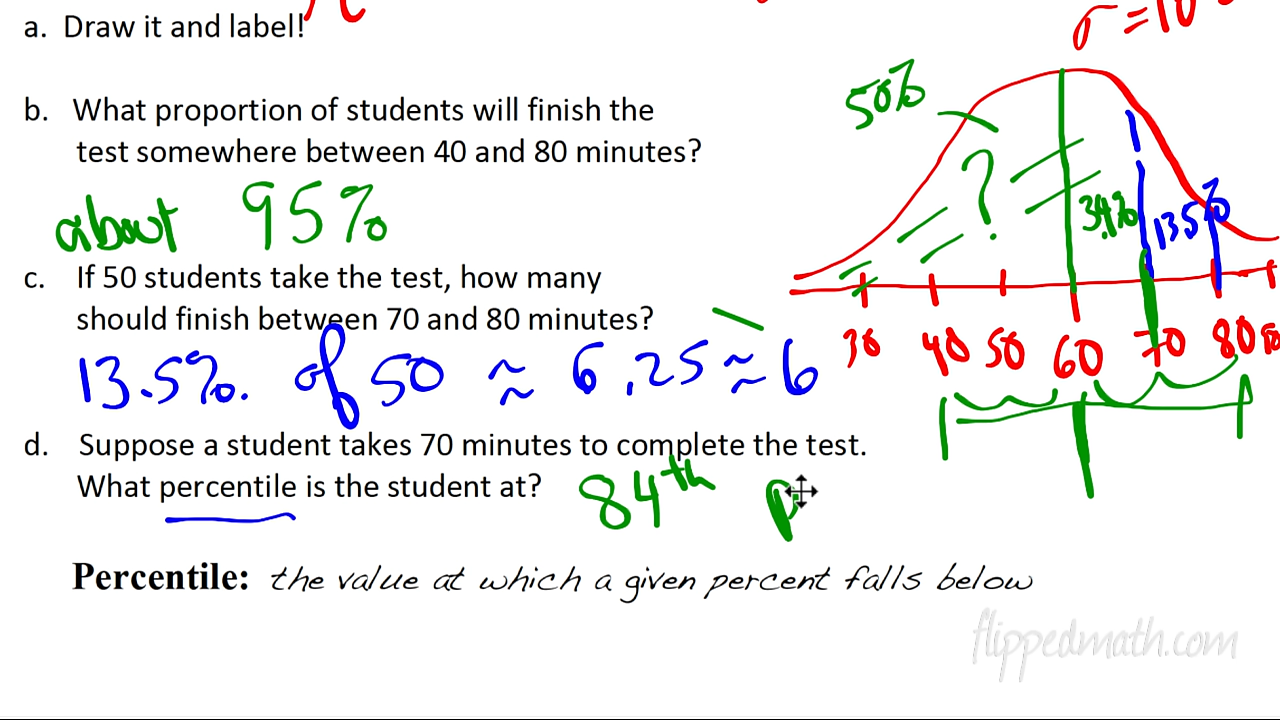 a. Draw it and label!
σ = 10
50%
b. What proportion of students will finish the
test somewhere between 40 and 80 minutes?
?
34%
13.5%
about 95%
c. If 50 students take the test, how many
should finish between 70 and 80 minutes?
30 40 50 60 70 80 90
13.5%. of 50 ≈ 6.25 ≈ 6
d. Suppose a student takes 70 minutes to complete the test.
What percentile is the student at?
84th p
Percentile: the value at which a given percent falls below
flippedmath.com